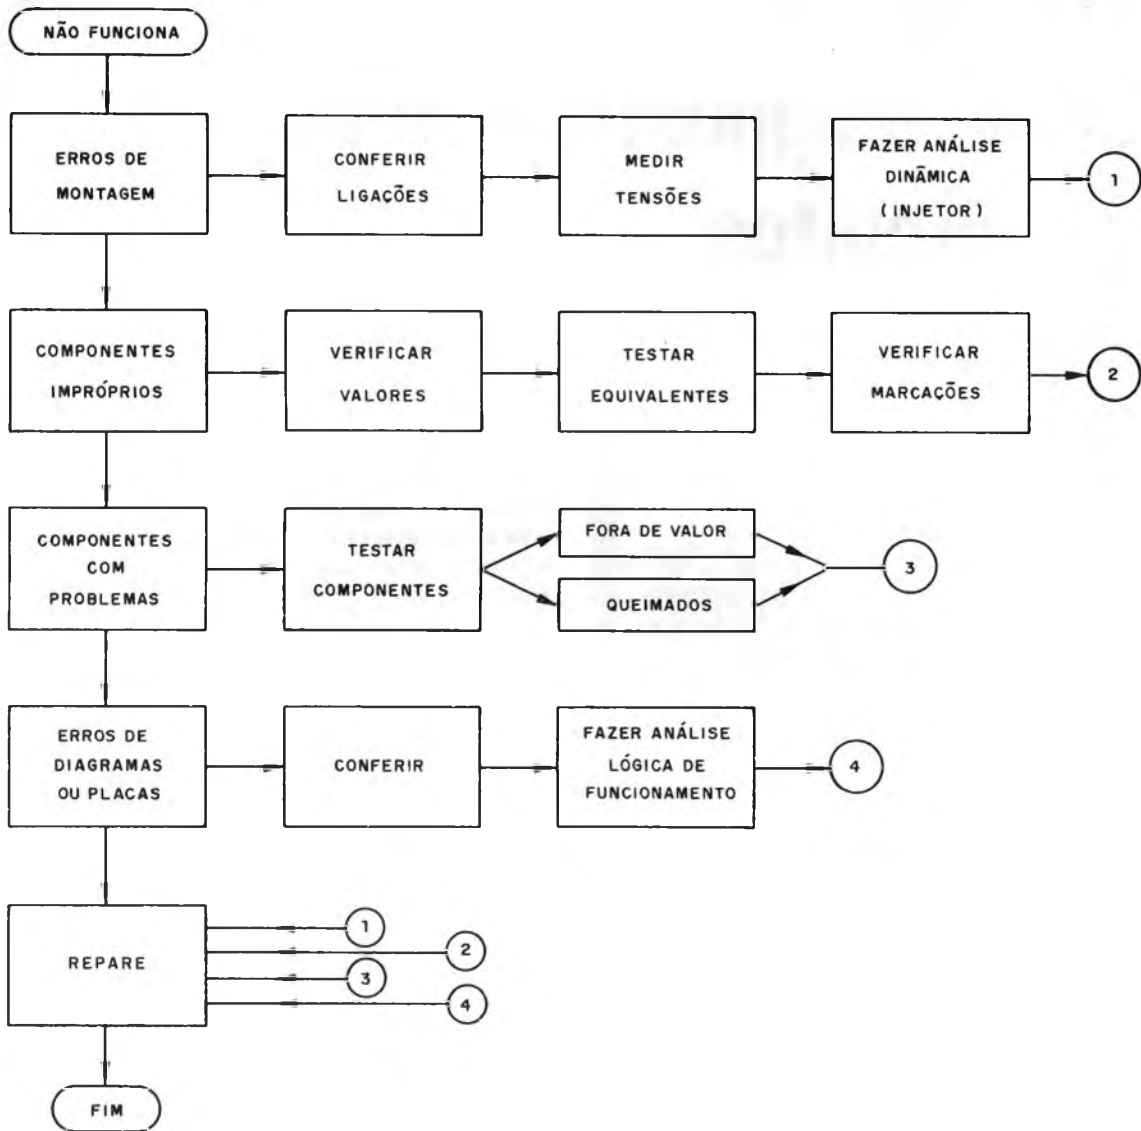 NÃO FUNCIONA
ERROS DE
MONTAGEM
CONFERIR
LIGAÇÕES
MEDIR
TENSÕES
FAZER ANÁLISE
DINÂMICA
( INJETOR )
1
COMPONENTES
IMPRÓPRIOS
VERIFICAR
VALORES
TESTAR
EQUIVALENTES
VERIFICAR
MARCAÇÕES
2
COMPONENTES
COM
PROBLEMAS
TESTAR
COMPONENTES
FORA DE VALOR
QUEIMADOS
3
ERROS DE
DIAGRAMAS
OU PLACAS
CONFERIR
FAZER ANÁLISE
LÓGICA DE
FUNCIONAMENTO
4
REPARE
1
2
3
4
FIM